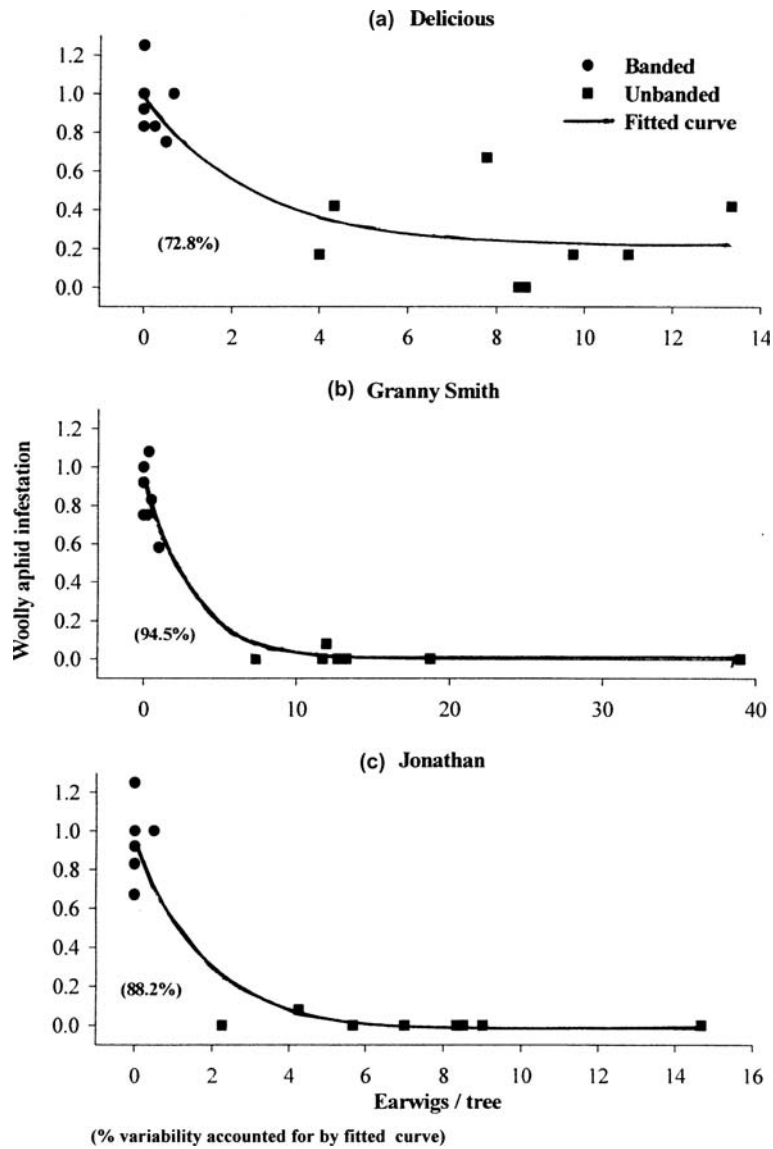 (a) Delicious
1.2
1.0
0.8
0.6
0.4
0.2
0.0
Banded
Unbanded
Fitted curve
(72.8%)
0 2 4 6 8 10 12 14
(b) Granny Smith
1.2
1.0
0.8
0.6
0.4
0.2
0.0
Woolly aphid infestation
(94.5%)
0 10 20 30 40
(c) Jonathan
1.2
1.0
0.8
0.6
0.4
0.2
0.0
(88.2%)
0 2 4 6 8 10 12 14 16
Earwigs / tree
(% variability accounted for by fitted curve)